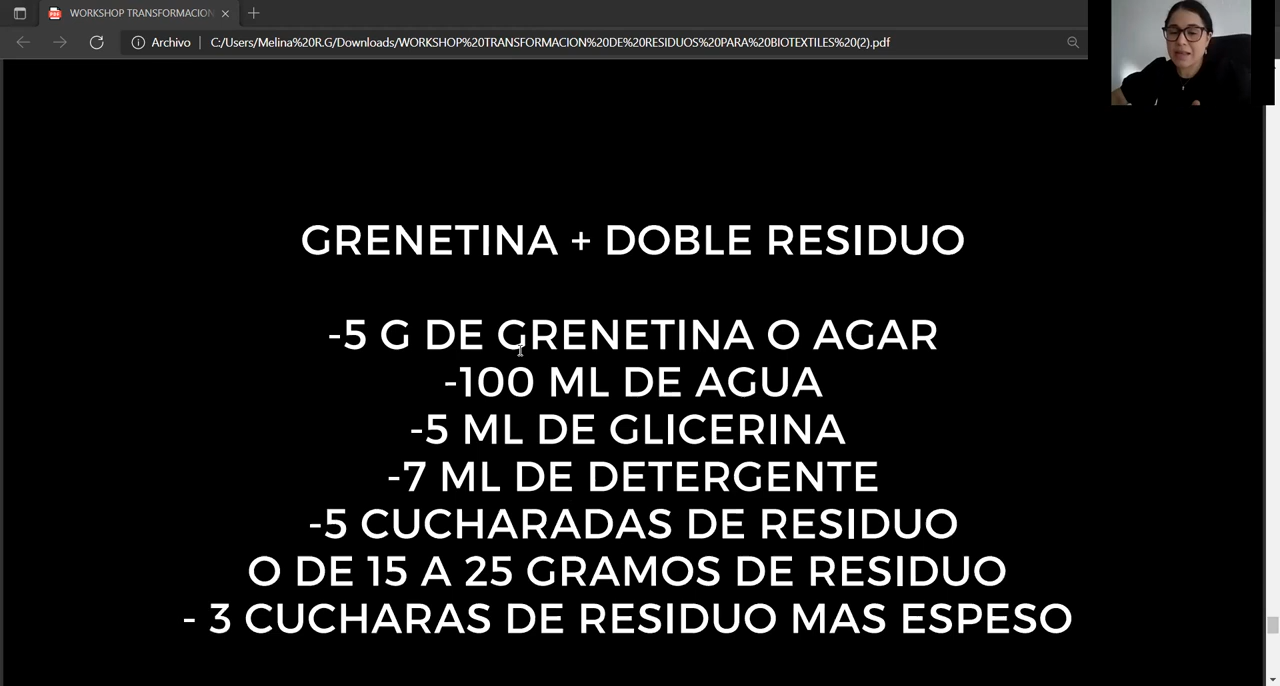 WORKSHOP TRANSFORMACION
Archivo
C:/Users/Melina%20R.G/Downloads/WORKSHOP%20TRANSFORMACION%20DE%20RESIDUOS%20PARA%20BIOTEXTILES%20(2).pdf
GRENETINA + DOBLE RESIDUO
-5 G DE GRENETINA O AGAR
-100 ML DE AGUA
-5 ML DE GLICERINA
-7 ML DE DETERGENTE
-5 CUCHARADAS DE RESIDUO
O DE 15 A 25 GRAMOS DE RESIDUO
- 3 CUCHARAS DE RESIDUO MAS ESPESO